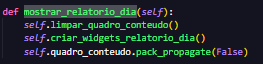 def mostrar_relatorio_dia(self):
    self.limpar_quadro_conteudo()
    self.criar_widgets_relatorio_dia()
    self.quadro_conteudo.pack_propagate(False)